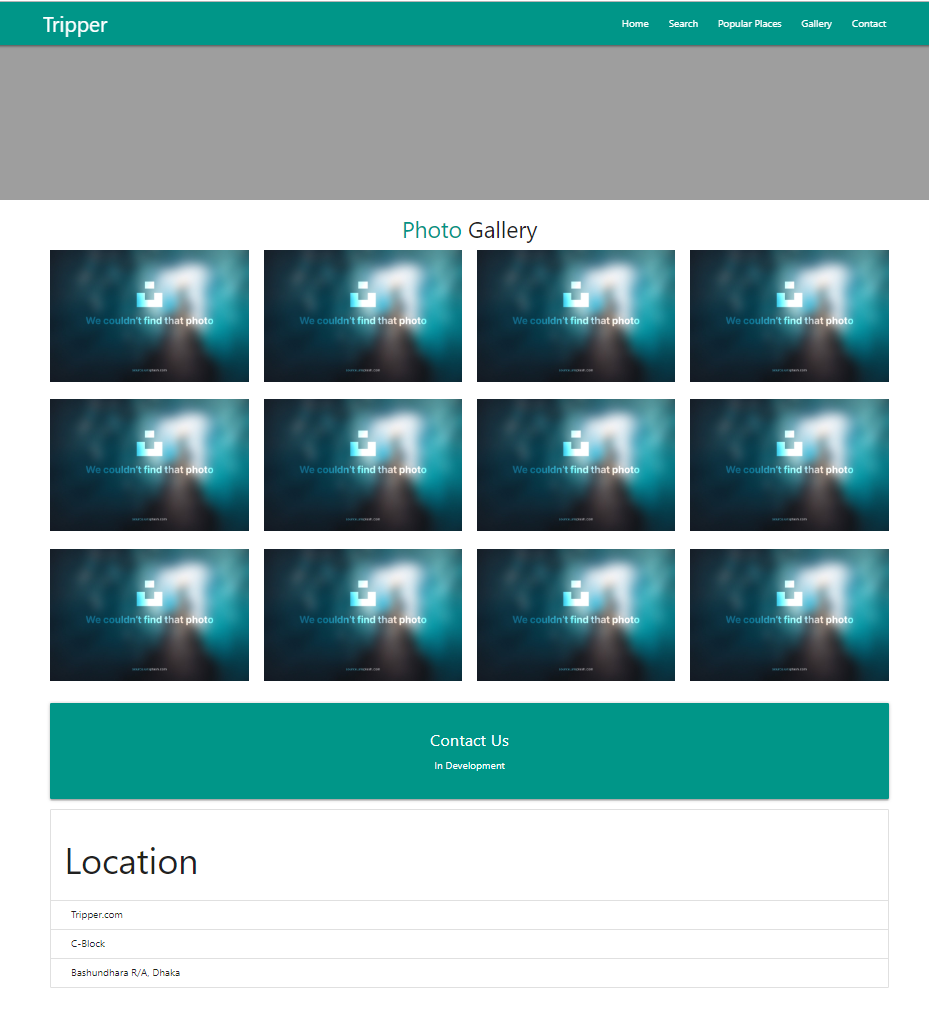 Tripper
Home Search Popular Places Gallery Contact
Photo Gallery
We couldn't find that photo
We couldn't find that photo
We couldn't find that photo
We couldn't find that photo
We couldn't find that photo
We couldn't find that photo
We couldn't find that photo
We couldn't find that photo
We couldn't find that photo
We couldn't find that photo
We couldn't find that photo
We couldn't find that photo
Contact Us
In Development
Location
Tripper.com
C-Block
Bashundhara R/A, Dhaka